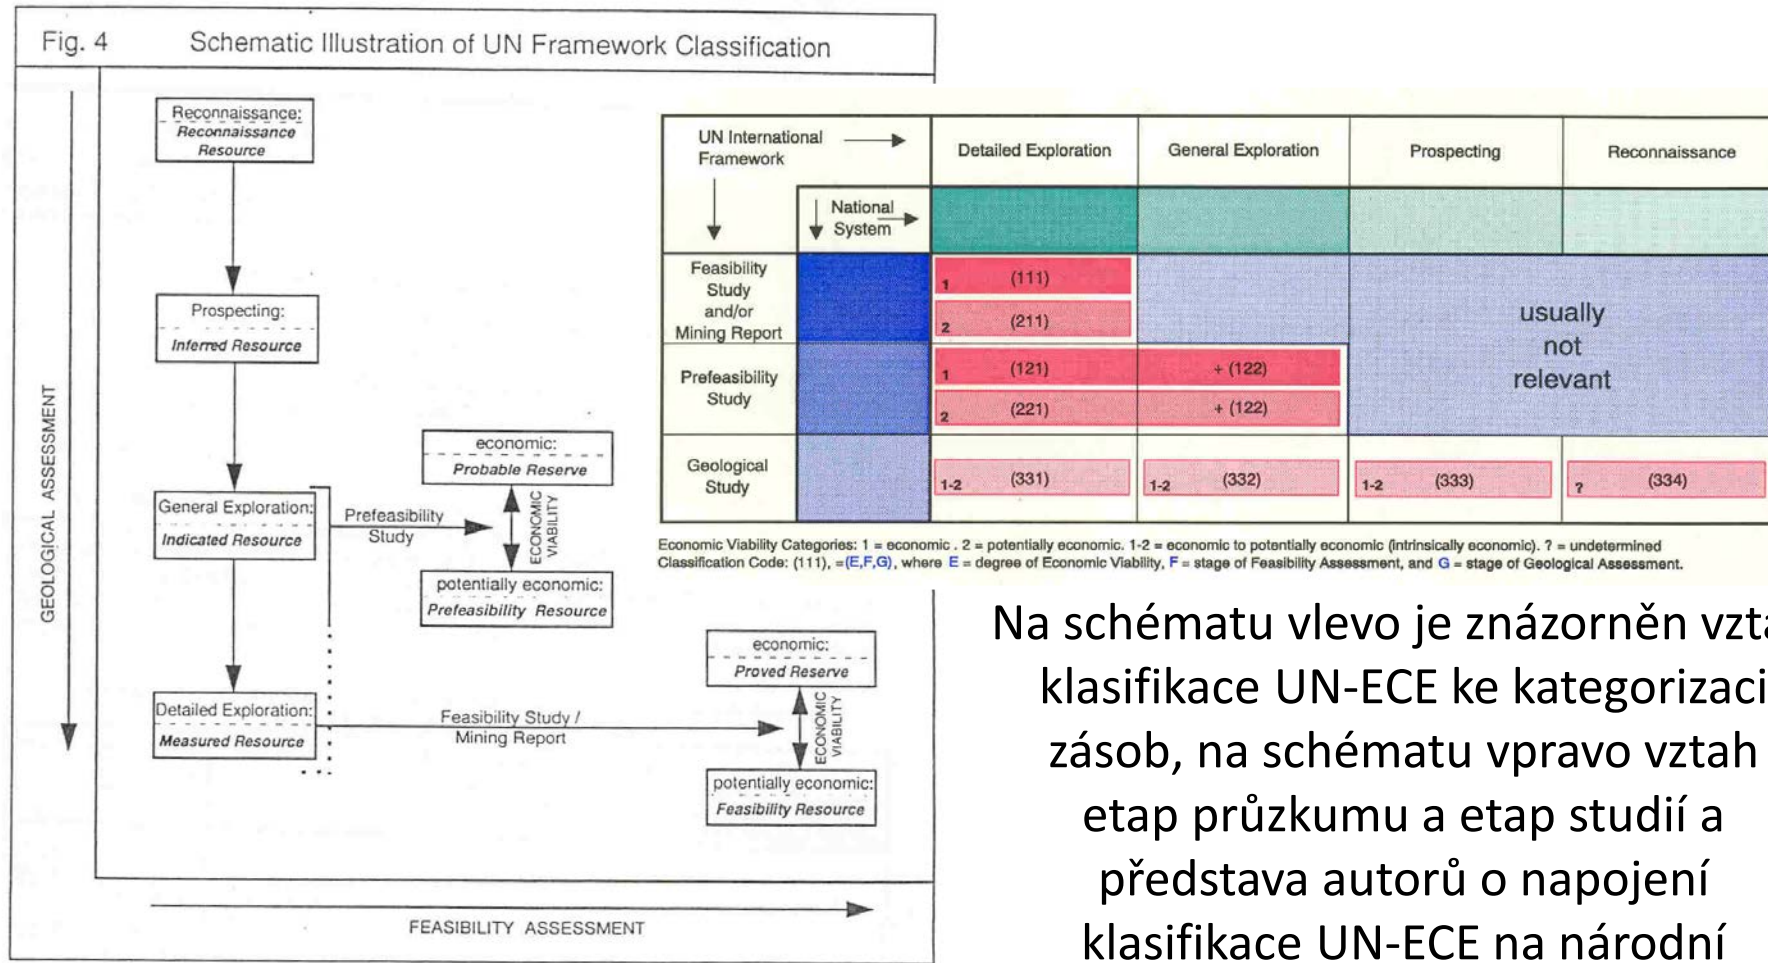 Fig. 4 Schematic Illustration of UN Framework Classification
GEOLOGICAL ASSESSMENT
Reconnaissance:
Reconnaissance
Resource
Prospecting:
Inferred Resource
General Exploration:
Indicated Resource
Prefeasibility
Study
economic:
Probable Reserve
ECONOMIC
VIABILITY
potentially economic:
Prefeasibility Resource
Detailed Exploration:
Measured Resource
Feasibility Study /
Mining Report
economic:
Proved Reserve
ECONOMIC
VIABILITY
potentially economic:
Feasibility Resource
FEASIBILITY ASSESSMENT
UN International
Framework
National
System
Detailed Exploration
General Exploration
Prospecting
Reconnaissance
Feasibility
Study
and/or
Mining Report
1 (111)
2 (211)
usually
not
relevant
Prefeasibility
Study
1 (121) + (122)
2 (221) + (122)
Geological
Study
1-2 (331) 1-2 (332) 1-2 (333) ? (334)
Economic Viability Categories: 1 = economic . 2 = potentially economic. 1-2 = economic to potentially economic (intrinsically economic). ? = undetermined
Classification Code: (111), =(E,F,G), where E = degree of Economic Viability, F = stage of Feasibility Assessment, and G = stage of Geological Assessment.
Na schématu vlevo je znázorněn
klasifikace UN-ECE ke kategorizaci
zásob, na schématu vpravo vztah
etap průzkumu a etap studií a
představa autorů o napojení
klasifikace UN-ECE na národní